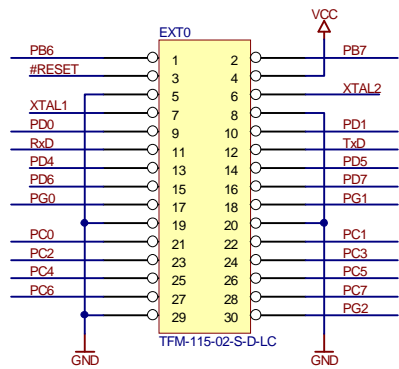 VCC
EXT0
PB6 1 2 PB7
#RESET 3 4
5 6 XTAL2
XTAL1 7 8
PD0 9 10 PD1
RxD 11 12 TxD
PD4 13 14 PD5
PD6 15 16 PD7
PG0 17 18 PG1
19 20
PC0 21 22 PC1
PC2 23 24 PC3
PC4 25 26 PC5
PC6 27 28 PC7
29 30 PG2
TFM-115-02-S-D-LC
GND GND